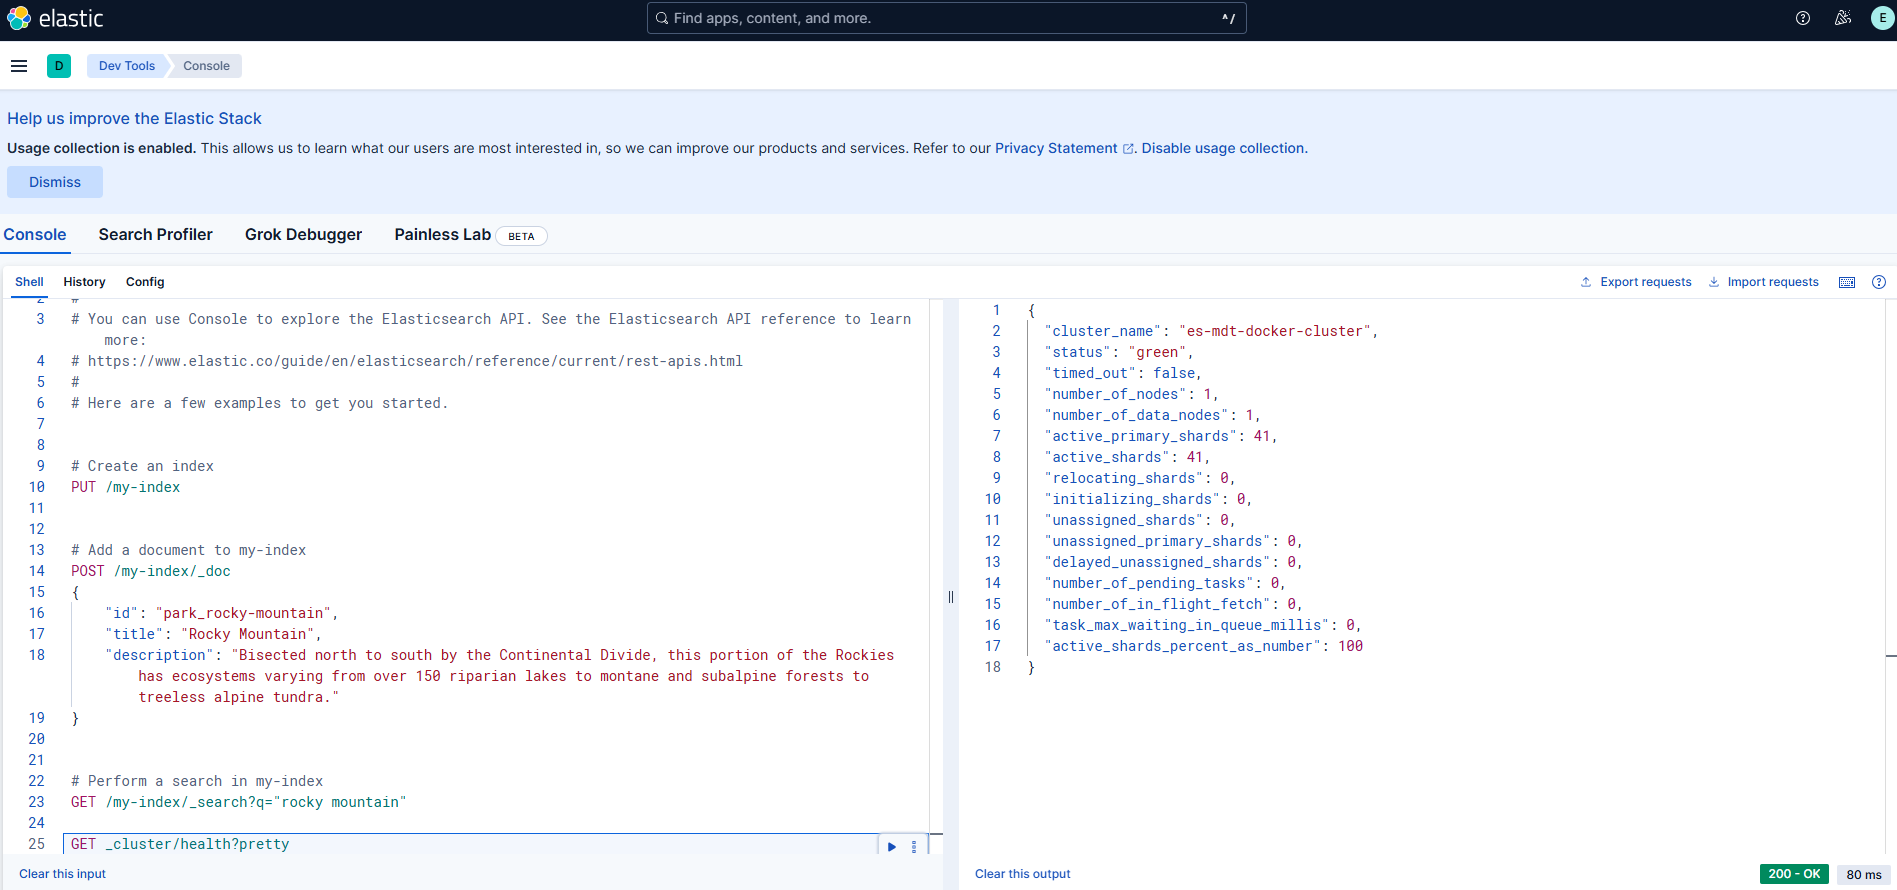 elastic
Find apps, content, and more.
^ /
E
D
Dev Tools
Console
Help us improve the Elastic Stack
Usage collection is enabled. This allows us to learn what our users are most interested in, so we can improve our products and services. Refer to our Privacy Statement. Disable usage collection.
Dismiss
Console Search Profiler Grok Debugger Painless Lab BETA
Shell History Config
Export requests Import requests
2 #
3 # You can use Console to explore the Elasticsearch API. See the Elasticsearch API reference to learn
more:
4 # https://www.elastic.co/guide/en/elasticsearch/reference/current/rest-apis.html
5 #
6 # Here are a few examples to get you started.
7
8
9 # Create an index
10 PUT /my-index
11
12
13 # Add a document to my-index
14 POST /my-index/_doc
15 {
16 "id": "park_rocky-mountain",
17 "title": "Rocky Mountain",
18 "description": "Bisected north to south by the Continental Divide, this portion of the Rockies
has ecosystems varying from over 150 riparian lakes to montane and subalpine forests to
treeless alpine tundra."
19 }
20
21
22 # Perform a search in my-index
23 GET /my-index/_search?q="rocky mountain"
24
25 GET _cluster/health?pretty
Clear this input
1 {
2 "cluster_name": "es-mdt-docker-cluster",
3 "status": "green",
4 "timed_out": false,
5 "number_of_nodes": 1,
6 "number_of_data_nodes": 1,
7 "active_primary_shards": 41,
8 "active_shards": 41,
9 "relocating_shards": 0,
10 "initializing_shards": 0,
11 "unassigned_shards": 0,
12 "unassigned_primary_shards": 0,
13 "delayed_unassigned_shards": 0,
14 "number_of_pending_tasks": 0,
15 "number_of_in_flight_fetch": 0,
16 "task_max_waiting_in_queue_millis": 0,
17 "active_shards_percent_as_number": 100
18 }
Clear this output
200 - OK
80 ms